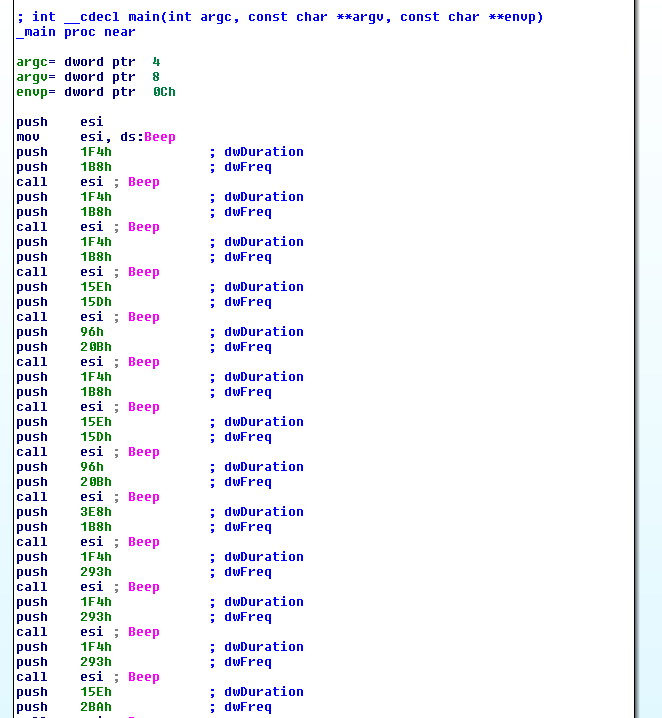 ; int __cdecl main(int argc, const char **argv, const char **envp)
_main proc near
argc= dword ptr 4
argv= dword ptr 8
envp= dword ptr 0Ch
push esi
mov esi, ds:Beep
push 1F4h ; dwDuration
push 1B8h ; dwFreq
call esi ; Beep
push 1F4h ; dwDuration
push 1B8h ; dwFreq
call esi ; Beep
push 1F4h ; dwDuration
push 1B8h ; dwFreq
call esi ; Beep
push 15Eh ; dwDuration
push 15Dh ; dwFreq
call esi ; Beep
push 96h ; dwDuration
push 20Bh ; dwFreq
call esi ; Beep
push 1F4h ; dwDuration
push 1B8h ; dwFreq
call esi ; Beep
push 15Eh ; dwDuration
push 15Dh ; dwFreq
call esi ; Beep
push 96h ; dwDuration
push 20Bh ; dwFreq
call esi ; Beep
push 3E8h ; dwDuration
push 1B8h ; dwFreq
call esi ; Beep
push 1F4h ; dwDuration
push 293h ; dwFreq
call esi ; Beep
push 1F4h ; dwDuration
push 293h ; dwFreq
call esi ; Beep
push 1F4h ; dwDuration
push 293h ; dwFreq
call esi ; Beep
push 15Eh ; dwDuration
push 2BAh ; dwFreq